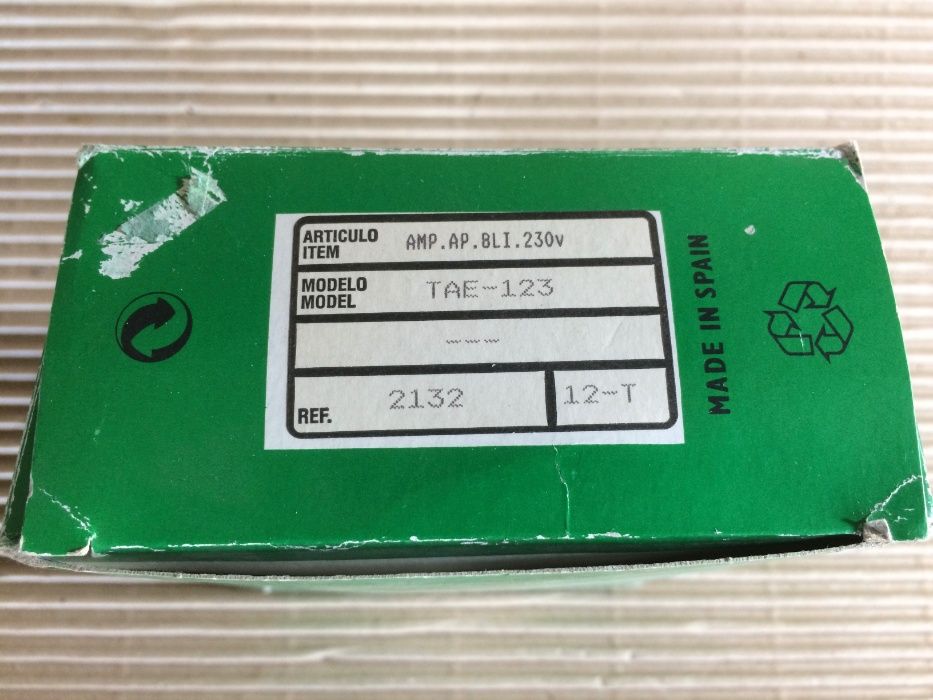 ARTICULO
ITEM
AMP.AP.BLI.230v
MODELO
MODEL
TAE-123
---
REF.
2132
12-T
MADE IN SPAIN